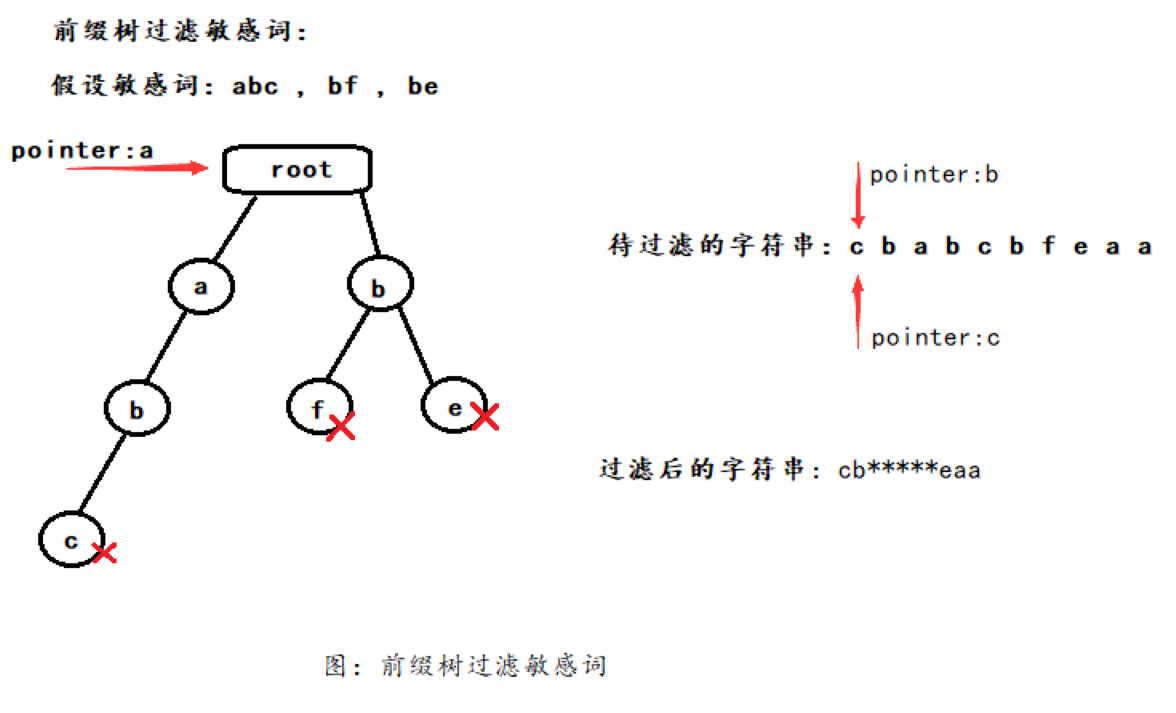 前缀树过滤敏感词：
假设敏感词：abc , bf , be
pointer:a
root
pointer:b
待过滤的字符串：c b a b c b f e a a
a
b
pointer:c
b
f
e
过滤后的字符串：cb*****eaa
c
图：前缀树过滤敏感词